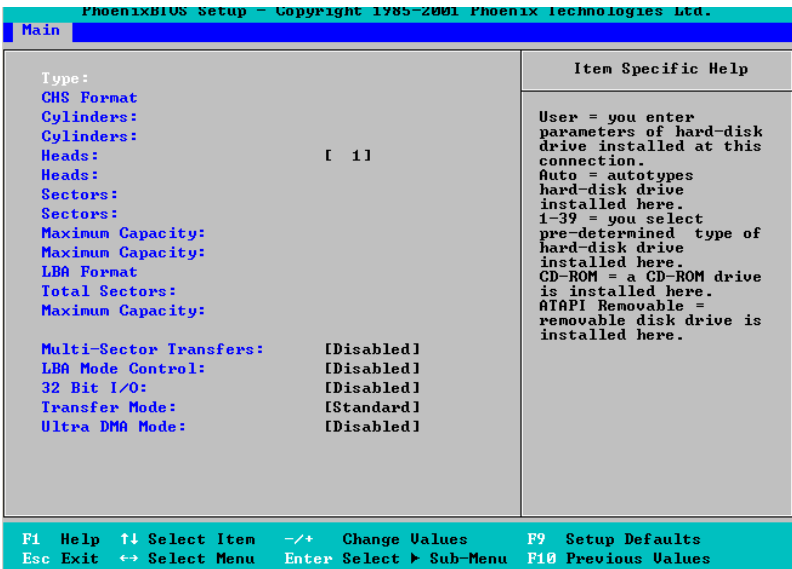 PhoenixBIOS Setup - Copyright 1985-2001 Phoenix Technologies Ltd.
Main
Type:
CHS Format
Cylinders:
Cylinders:
Heads: [ 1]
Heads:
Sectors:
Sectors:
Maximum Capacity:
Maximum Capacity:
LBA Format
Total Sectors:
Maximum Capacity:
Multi-Sector Transfers: [Disabled]
LBA Mode Control: [Disabled]
32 Bit I/O: [Disabled]
Transfer Mode: [Standard]
Ultra DMA Mode: [Disabled]
Item Specific Help
User = you enter
parameters of hard-disk
drive installed at this
connection.
Auto = autotypes
hard-disk drive
installed here.
1-39 = you select
pre-determined type of
hard-disk drive
installed here.
CD-ROM = a CD-ROM drive
is installed here.
ATAPI Removable =
removable disk drive is
installed here.
F1 Help ↑↓ Select Item -/+ Change Values F9 Setup Defaults
Esc Exit ↔ Select Menu Enter Select ▶ Sub-Menu F10 Previous Values